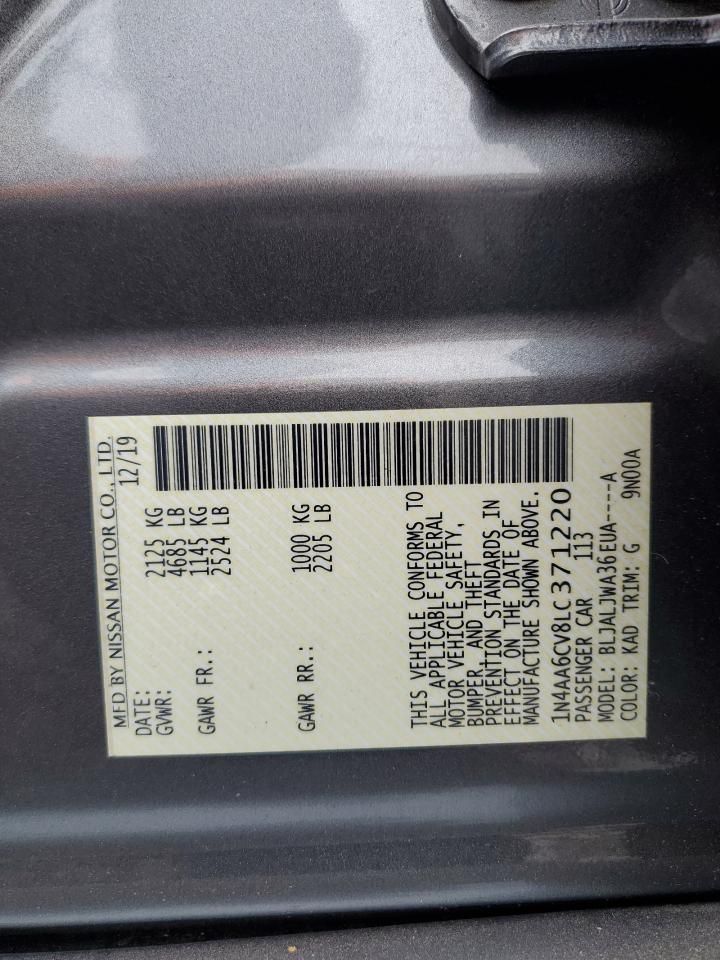 MFD BY NISSAN MOTOR CO., LTD.
DATE: 12/19
GVWR: 2125 KG
4685 LB
GAWR FR.: 1145 KG
2524 LB
GAWR RR.: 1000 KG
2205 LB
THIS VEHICLE CONFORMS TO
ALL APPLICABLE FEDERAL
MOTOR VEHICLE SAFETY,
BUMPER, AND THEFT
PREVENTION STANDARDS IN
EFFECT ON THE DATE OF
MANUFACTURE SHOWN ABOVE.
1N4AA6CV8LC371220
PASSENGER CAR 113
MODEL: BLJALJWA36EUA----A
COLOR: KAD TRIM: G 9N00A